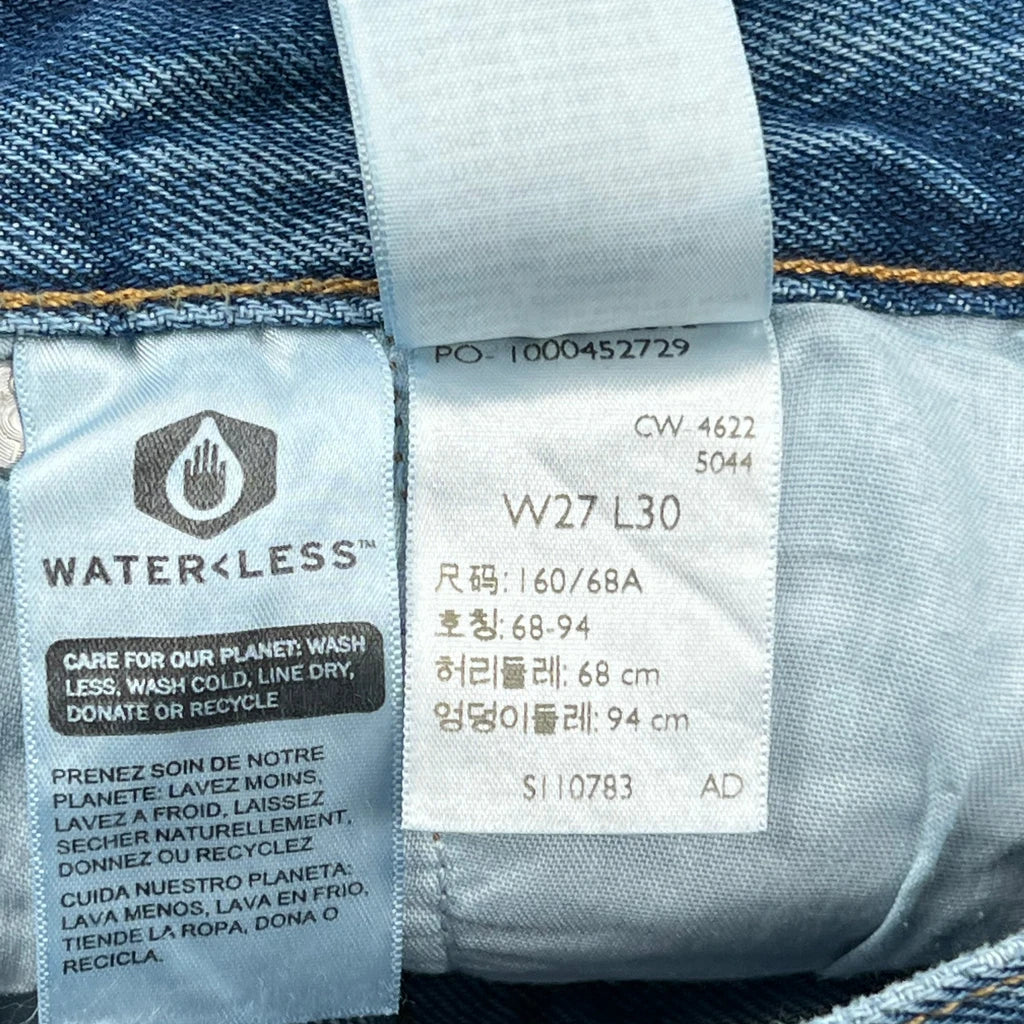 WATER<LESS™
CARE FOR OUR PLANET: WASH
LESS, WASH COLD, LINE DRY,
DONATE OR RECYCLE
PRENEZ SOIN DE NOTRE
PLANETE: LAVEZ MOINS,
LAVEZ A FROID, LAISSEZ
SECHER NATURELLEMENT,
DONNEZ OU RECYCLEZ
CUIDA NUESTRO PLANETA:
LAVA MENOS, LAVA EN FRIO,
TIENDE LA ROPA, DONA O
RECICLA.
PO- 1000452729
CW- 4622
5044
W27 L30
尺码: 160/68A
호칭: 68-94
허리둘레: 68 cm
엉덩이둘레: 94 cm
S110783 AD